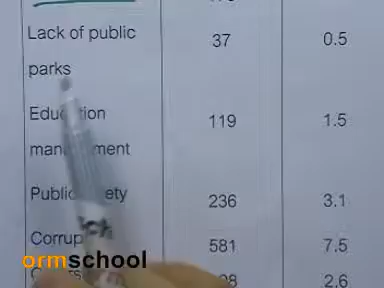 Lack of public 37 0.5
parks
Education 119 1.5
management
Public safety 236 3.1
581 7.5
ormschool
2.6